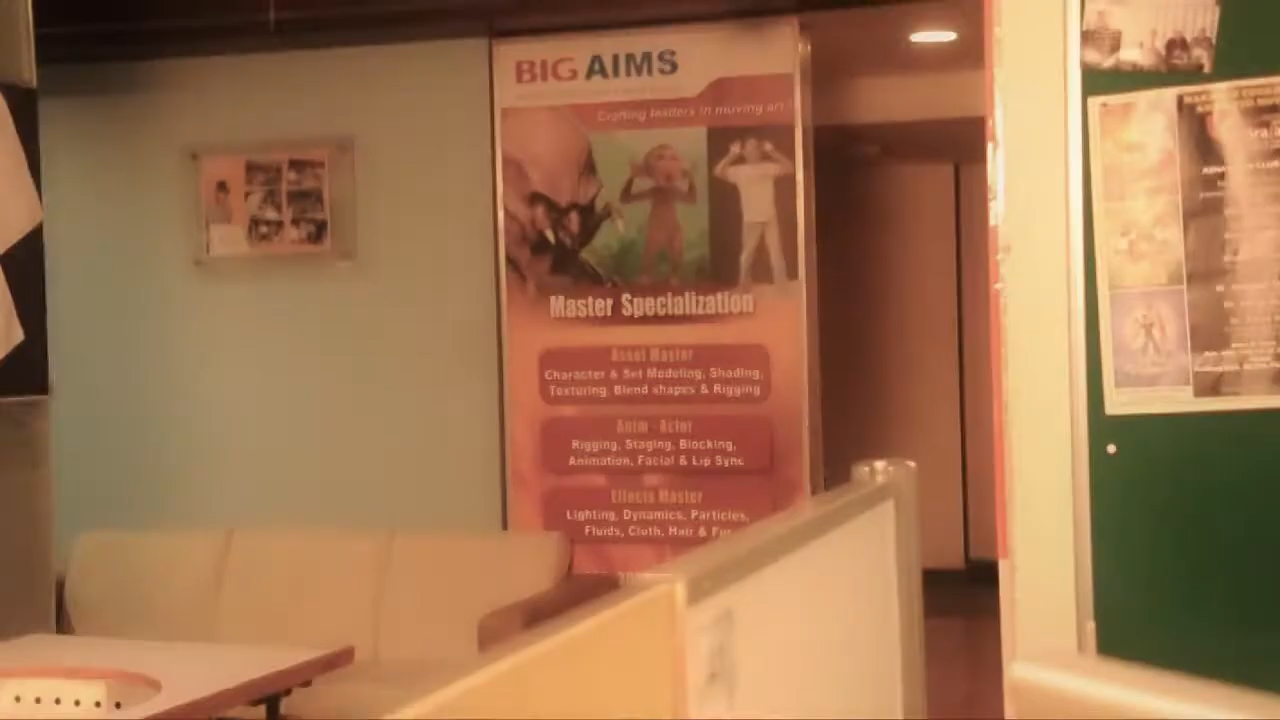 BIG AIMS
Crafting leaders in moving art
Master Specialization
Asset Master
Character & Set Modeling, Shading,
Texturing, Blend shapes & Rigging
Anim - Actor
Rigging, Staging, Blocking,
Animation, Facial & Lip Sync
Effects Master
Lighting, Dynamics, Particles,
Fluids, Cloth, Hair & Fur